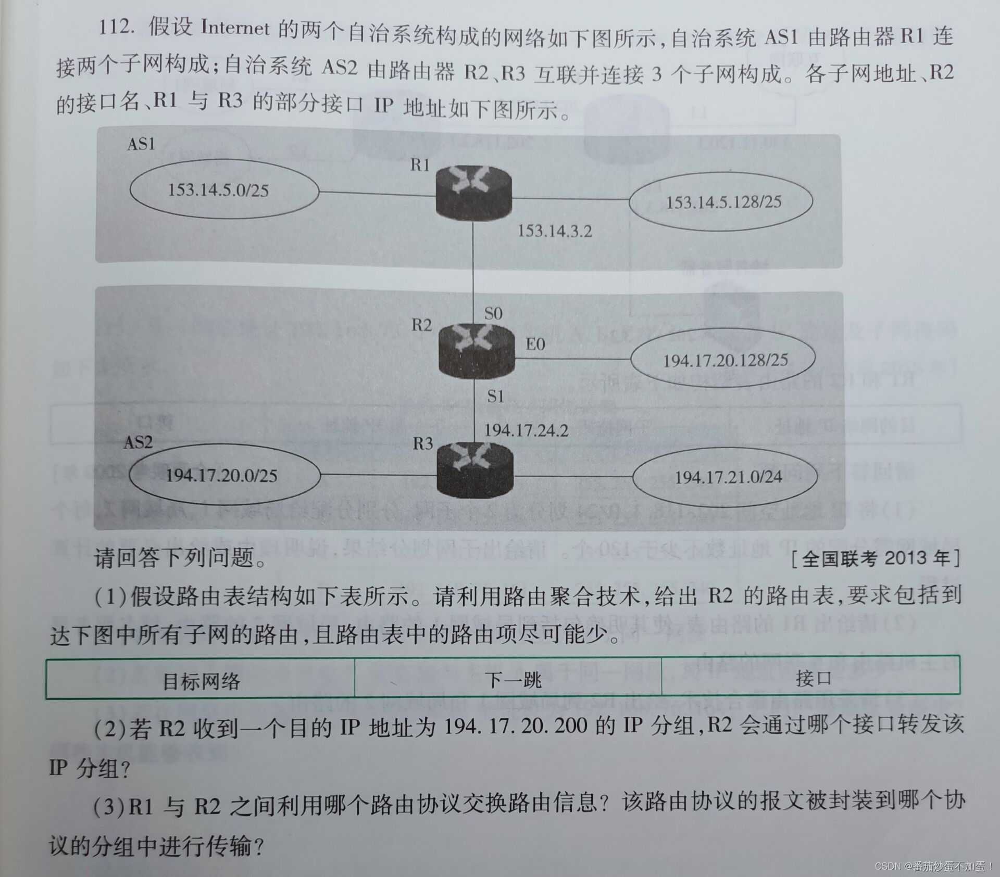 112. 假设 Internet 的两个自治系统构成的网络如下图所示,自治系统 AS1 由路由器 R1 连
接两个子网构成;自治系统 AS2 由路由器 R2、R3 互联并连接 3 个子网构成。各子网地址、R2
的接口名、R1 与 R3 的部分接口 IP 地址如下图所示。
AS1
R1
153.14.5.0/25
153.14.5.128/25
153.14.3.2
S0
R2
E0
194.17.20.128/25
S1
194.17.24.2
AS2
R3
194.17.20.0/25
194.17.21.0/24
请回答下列问题。 [全国联考 2013 年]
(1)假设路由表结构如下表所示。请利用路由聚合技术,给出 R2 的路由表,要求包括到
达下图中所有子网的路由,且路由表中的路由项尽可能少。
目标网络 下一跳 接口
(2)若 R2 收到一个目的 IP 地址为 194. 17. 20. 200 的 IP 分组,R2 会通过哪个接口转发该
IP 分组?
(3)R1 与 R2 之间利用哪个路由协议交换路由信息? 该路由协议的报文被封装到哪个协
议的分组中进行传输?
CSDN @番茄炒蛋不加蛋!